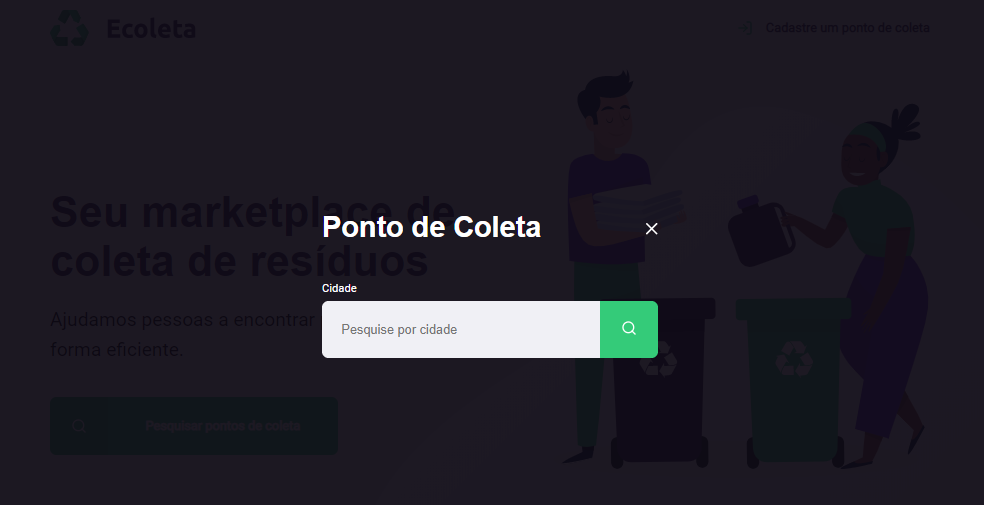 Ecoleta
Cadastre um ponto de coleta
Seu marketplace de
coleta de resíduos
Ponto de Coleta
Cidade
Ajudamos pessoas a encontrar
forma eficiente.
Pesquise por cidade
Pesquisar pontos de coleta